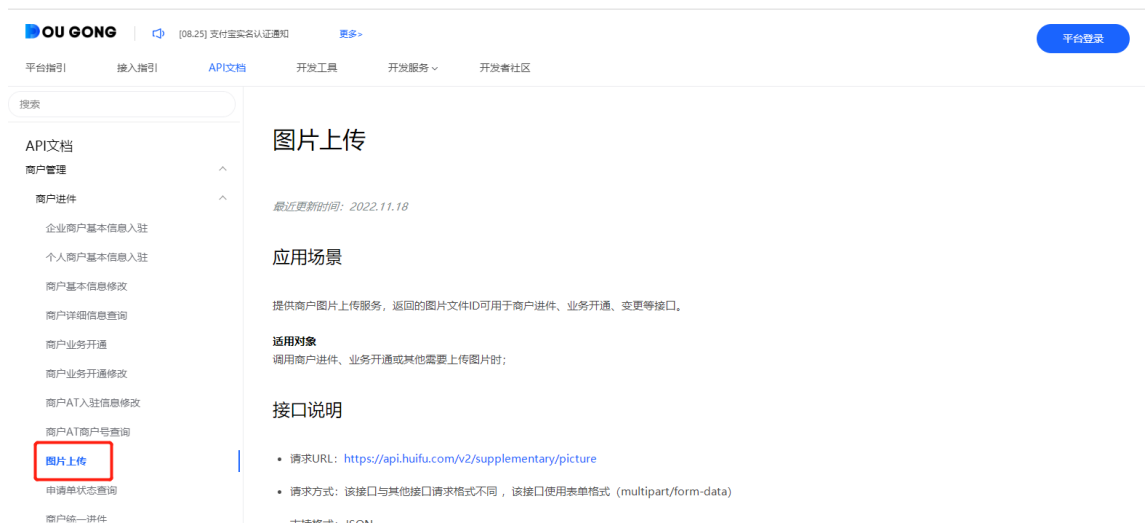 DOU GONG
[08.25] 支付宝实名认证通知
更多>
平台登录
平台指引
接入指引
API文档
开发工具
开发服务
开发者社区
搜索
API文档
商户管理
商户进件
企业商户基本信息入驻
个人商户基本信息入驻
商户基本信息修改
商户详细信息查询
商户业务开通
商户业务开通修改
商户AT入驻信息修改
商户AT商户号查询
图片上传
申请单状态查询
商户统一进件
图片上传
最近更新时间：2022.11.18
应用场景
提供商户图片上传服务，返回的图片文件ID可用于商户进件、业务开通、变更等接口。
适用对象
调用商户进件、业务开通或其他需要上传图片时；
接口说明
• 请求URL：https://api.huifu.com/v2/supplementary/picture
• 请求方式：该接口与其他接口请求格式不同，该接口使用表单格式（multipart/form-data）
• 支持格式：JSON